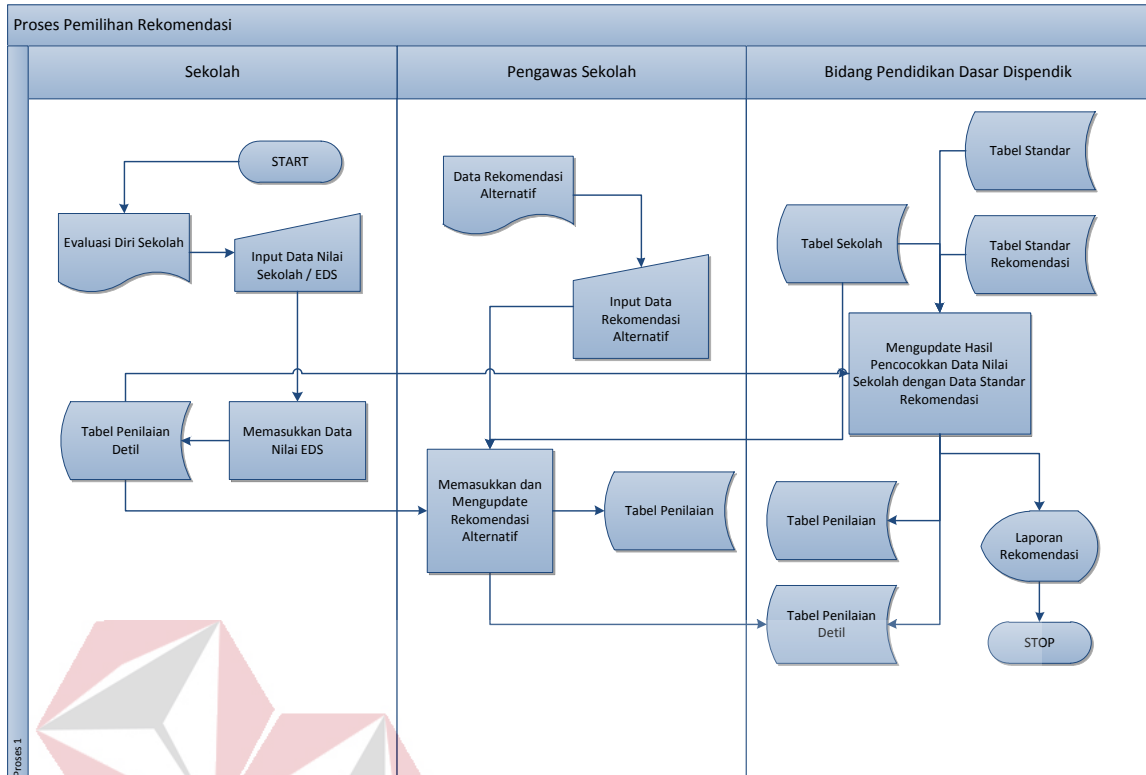 Proses Pemilihan Rekomendasi
Sekolah
Pengawas Sekolah
Bidang Pendidikan Dasar Dispendik
START
Evaluasi Diri Sekolah
Input Data Nilai
Sekolah / EDS
Tabel Penilaian
Detil
Memasukkan Data
Nilai EDS
Data Rekomendasi
Alternatif
Input Data
Rekomendasi
Alternatif
Memasukkan dan
Mengupdate
Rekomendasi
Alternatif
Tabel Penilaian
Tabel Standar
Tabel Sekolah
Tabel Standar
Rekomendasi
Mengupdate Hasil
Pencocokkan Data Nilai
Sekolah dengan Data Standar
Rekomendasi
Tabel Penilaian
Laporan
Rekomendasi
Tabel Penilaian
Detil
STOP
Proses 1